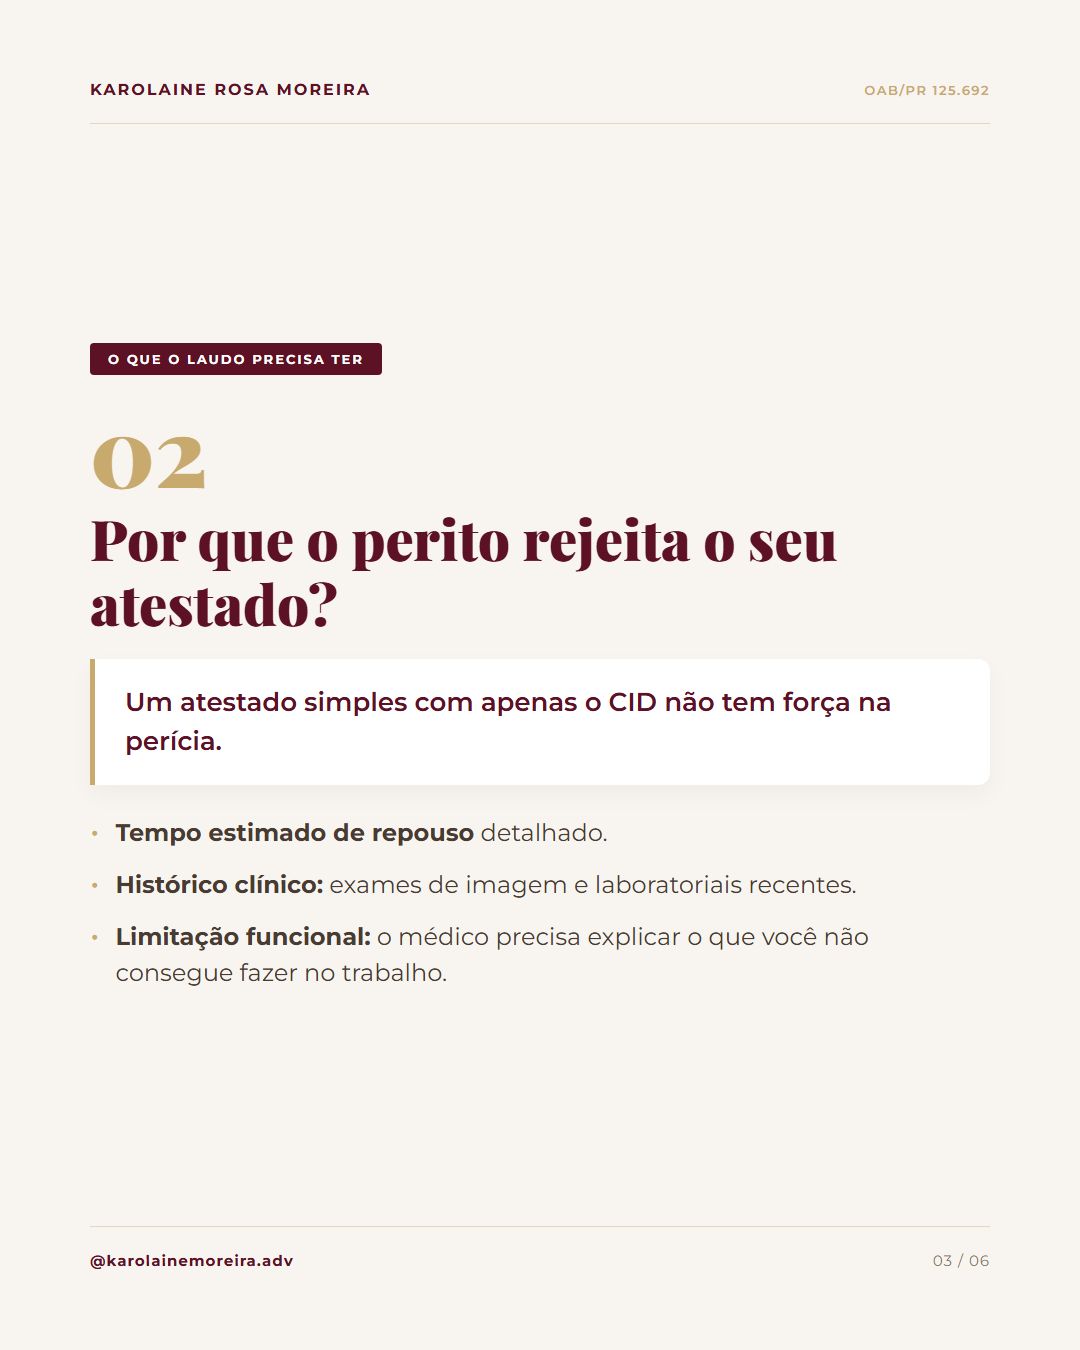 KAROLAINE ROSA MOREIRA
OAB/PR 125.692
O QUE O LAUDO PRECISA TER
02
Por que o perito rejeita o seu
atestado?
Um atestado simples com apenas o CID não tem força na
perícia.
• Tempo estimado de repouso detalhado.
• Histórico clínico: exames de imagem e laboratoriais recentes.
• Limitação funcional: o médico precisa explicar o que você não
consegue fazer no trabalho.
@karolainemoreira.adv
03 / 06